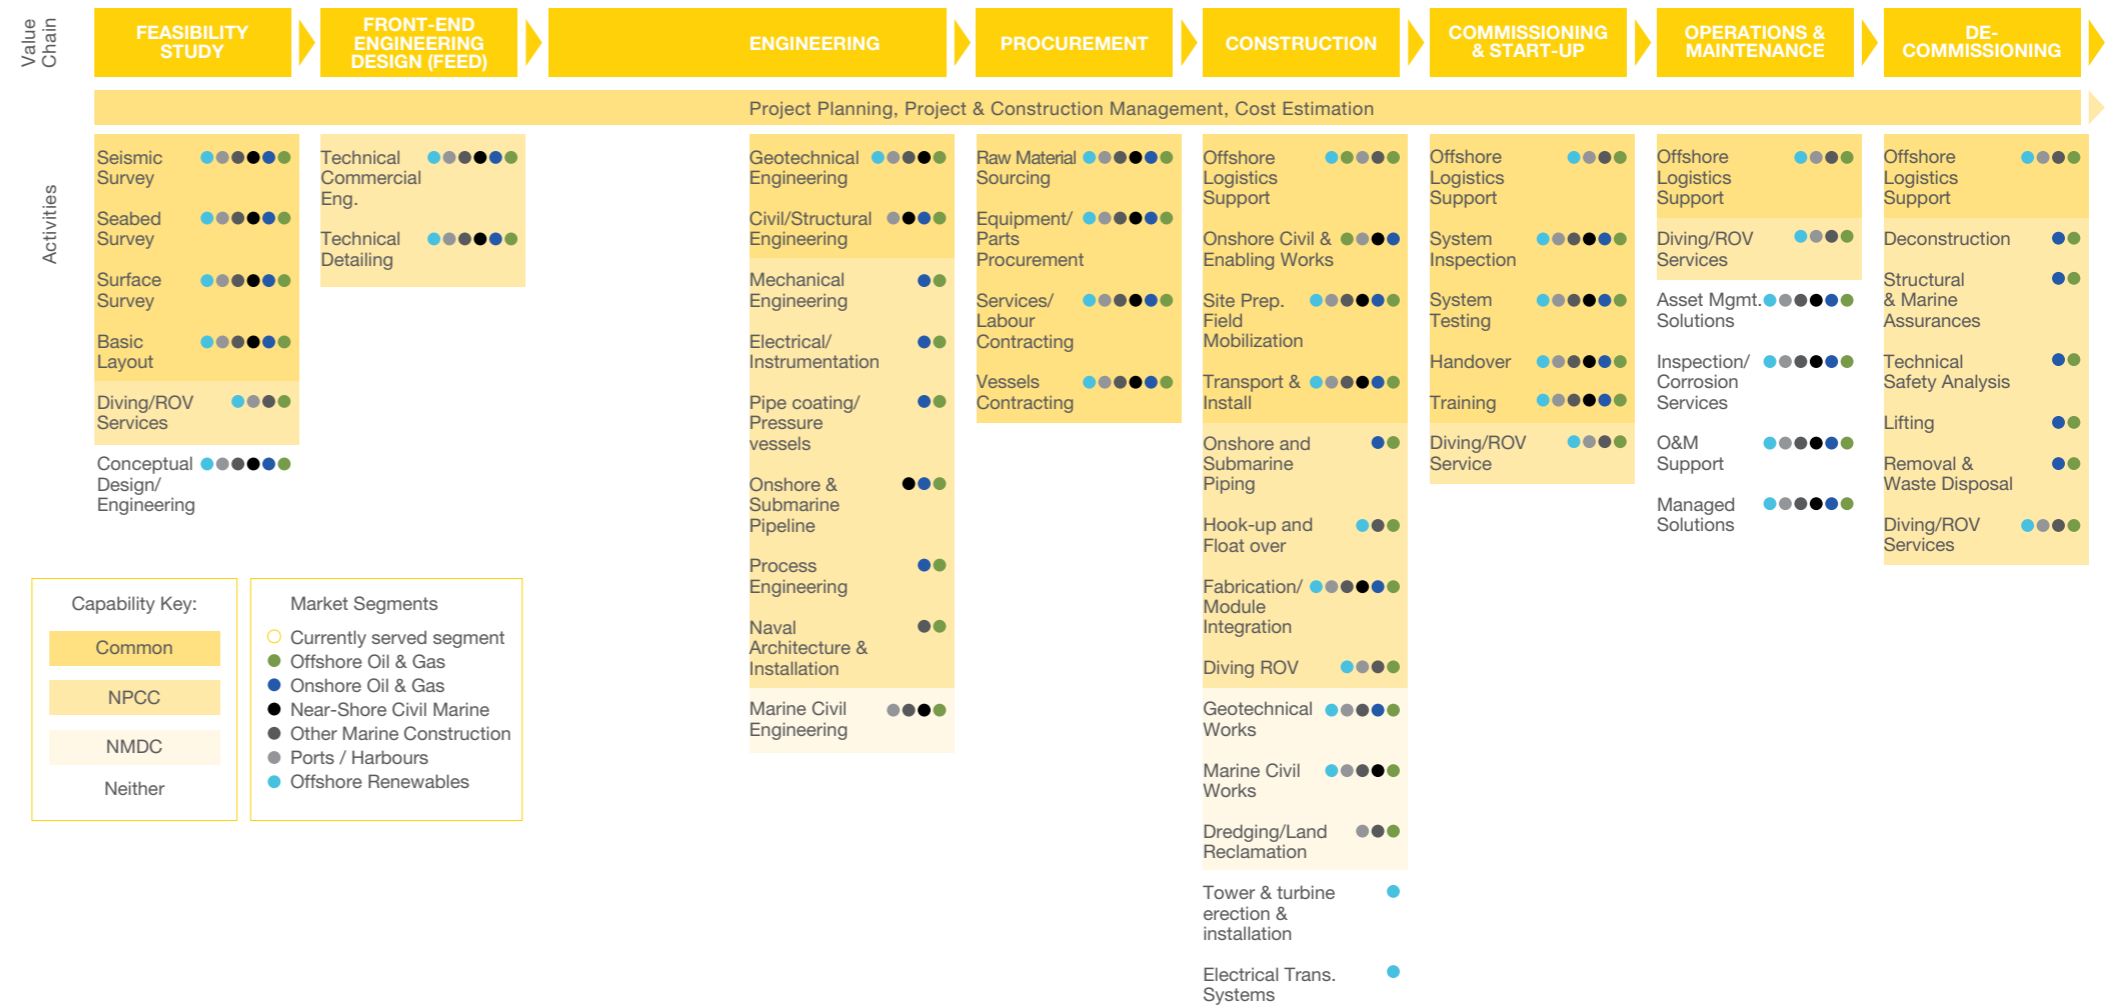 Value
Chain
FEASIBILITY
STUDY
FRONT-END
ENGINEERING
DESIGN (FEED)
ENGINEERING
PROCUREMENT
CONSTRUCTION
COMMISSIONING
& START-UP
OPERATIONS &
MAINTENANCE
DE-
COMMISSIONING
Project Planning, Project & Construction Management, Cost Estimation
Activities
Seismic
Survey
Seabed
Survey
Surface
Survey
Basic
Layout
Diving/ROV
Services
Conceptual
Design/
Engineering
Technical
Commercial
Eng.
Technical
Detailing
Geotechnical
Engineering
Civil/Structural
Engineering
Mechanical
Engineering
Electrical/
Instrumentation
Pipe coating/
Pressure
vessels
Onshore &
Submarine
Pipeline
Process
Engineering
Naval
Architecture &
Installation
Marine Civil
Engineering
Raw Material
Sourcing
Equipment/
Parts
Procurement
Services/
Labour
Contracting
Vessels
Contracting
Offshore
Logistics
Support
Onshore Civil &
Enabling Works
Site Prep.
Field
Mobilization
Transport &
Install
Onshore and
Submarine
Piping
Hook-up and
Float over
Fabrication/
Module
Integration
Diving ROV
Geotechnical
Works
Marine Civil
Works
Dredging/Land
Reclamation
Tower & turbine
erection &
installation
Electrical Trans.
Systems
Offshore
Logistics
Support
System
Inspection
System
Testing
Handover
Training
Diving/ROV
Service
Offshore
Logistics
Support
Diving/ROV
Services
Asset Mgmt.
Solutions
Inspection/
Corrosion
Services
O&M
Support
Managed
Solutions
Offshore
Logistics
Support
Deconstruction
Structural
& Marine
Assurances
Technical
Safety Analysis
Lifting
Removal &
Waste Disposal
Diving/ROV
Services
Capability Key:
Common
NPCC
NMDC
Neither
Market Segments
Currently served segment
Offshore Oil & Gas
Onshore Oil & Gas
Near-Shore Civil Marine
Other Marine Construction
Ports / Harbours
Offshore Renewables